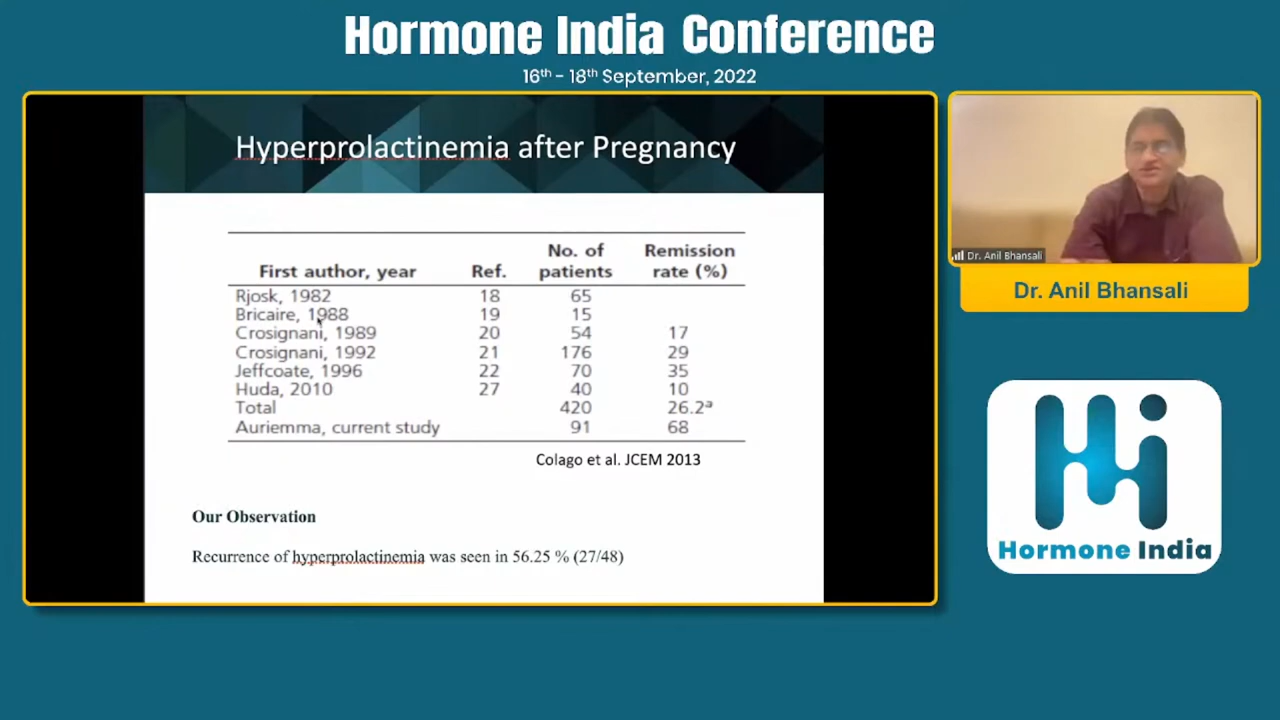 Hormone India Conference
16th - 18th September, 2022
Hyperprolactinemia after Pregnancy
First author, year Ref. No. of patients Remission rate (%)
Rjosk, 1982 18 65
Bricaire, 1988 19 15
Crosignani, 1989 20 54 17
Crosignani, 1992 21 176 29
Jeffcoate, 1996 22 70 35
Huda, 2010 27 40 10
Total 420 26.2a
Auriemma, current study 91 68
Colago et al. JCEM 2013
Our Observation
Recurrence of hyperprolactinemia was seen in 56.25 % (27/48)
Dr. Anil Bhansali
Dr. Anil Bhansali
Hi
Hormone India